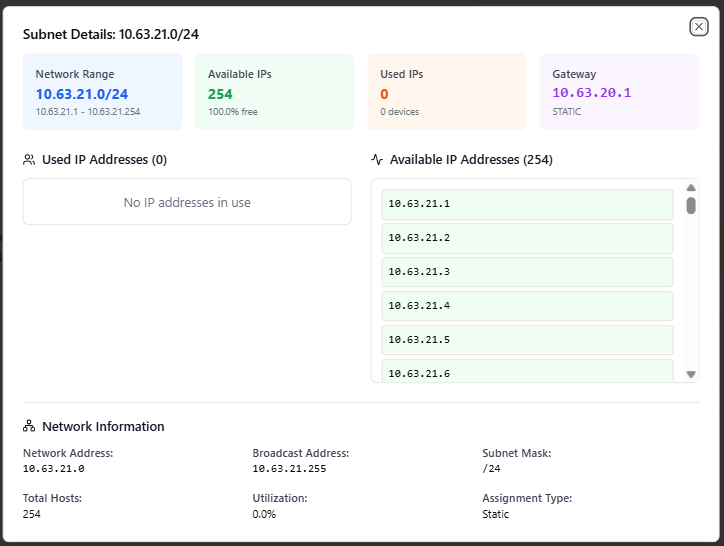 Subnet Details: 10.63.21.0/24
Network Range
10.63.21.0/24
10.63.21.1 - 10.63.21.254
Available IPs
254
100.0% free
Used IPs
0
0 devices
Gateway
10.63.20.1
STATIC
Used IP Addresses (0)
No IP addresses in use
Available IP Addresses (254)
10.63.21.1
10.63.21.2
10.63.21.3
10.63.21.4
10.63.21.5
10.63.21.6
Network Information
Network Address:
10.63.21.0
Broadcast Address:
10.63.21.255
Subnet Mask:
/24
Total Hosts:
254
Utilization:
0.0%
Assignment Type:
Static